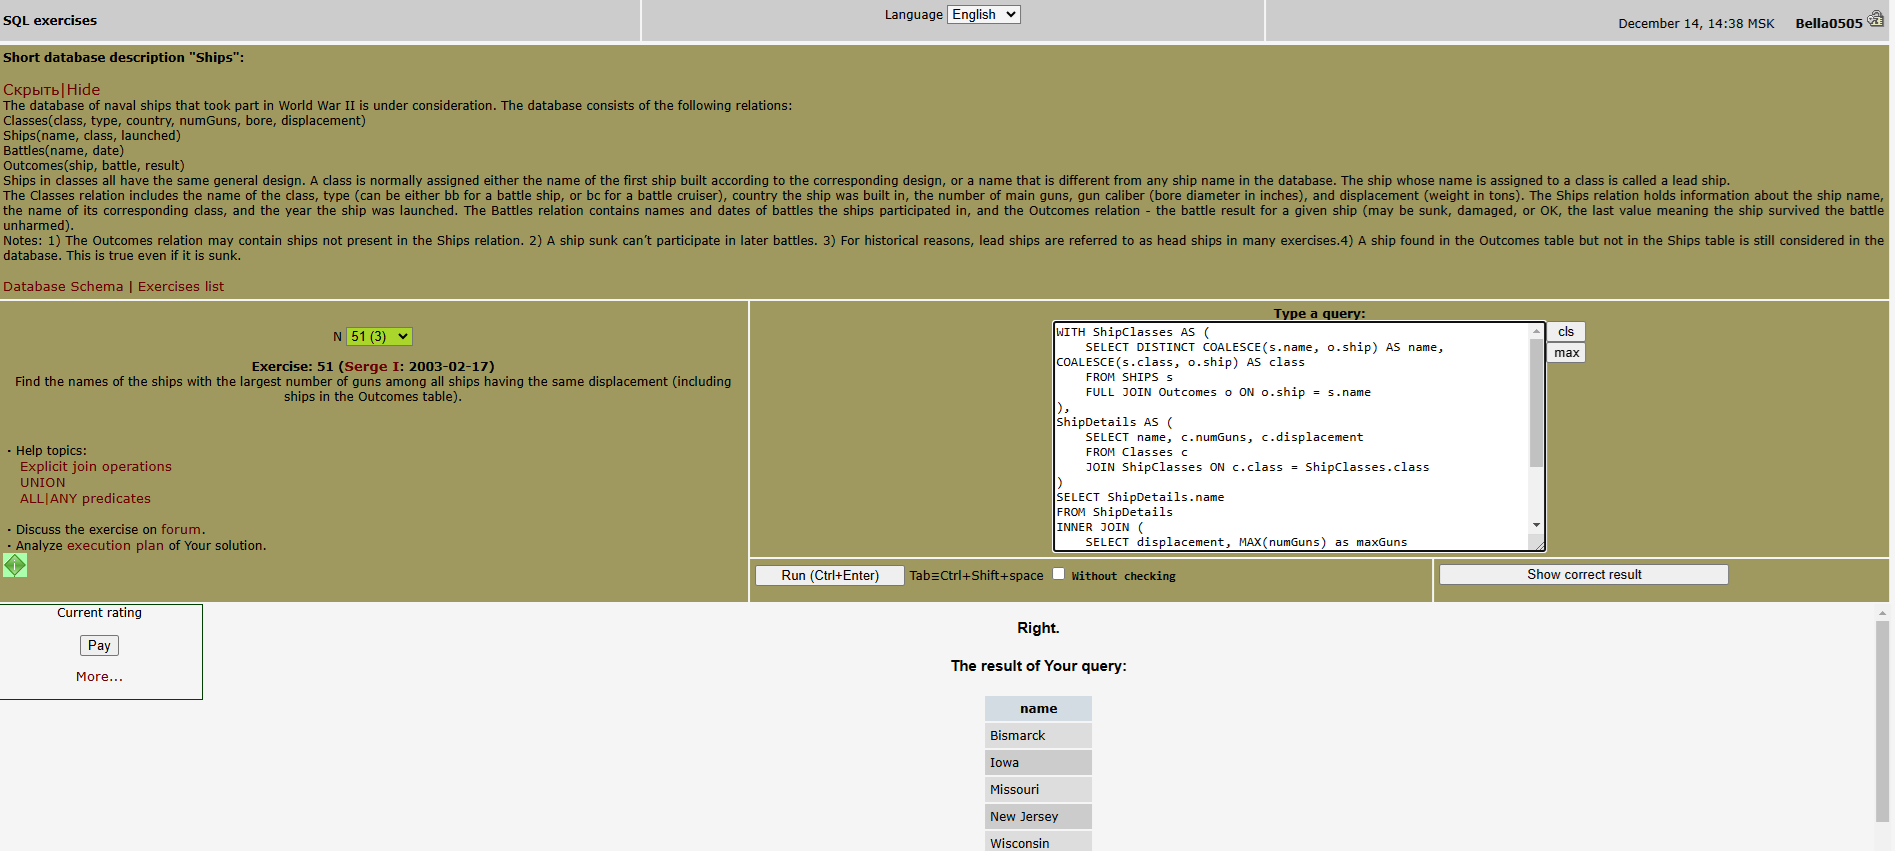 SQL exercises
Language English
December 14, 14:38 MSK Bella0505
Short database description "Ships":
Скрыть|Hide
The database of naval ships that took part in World War II is under consideration. The database consists of the following relations:
Classes(class, type, country, numGuns, bore, displacement)
Ships(name, class, launched)
Battles(name, date)
Outcomes(ship, battle, result)
Ships in classes all have the same general design. A class is normally assigned either the name of the first ship built according to the corresponding design, or a name that is different from any ship name in the database. The ship whose name is assigned to a class is called a lead ship.
The Classes relation includes the name of the class, type (can be either bb for a battle ship, or bc for a battle cruiser), country the ship was built in, the number of main guns, gun caliber (bore diameter in inches), and displacement (weight in tons). The Ships relation holds information about the ship name,
the name of its corresponding class, and the year the ship was launched. The Battles relation contains names and dates of battles the ships participated in, and the Outcomes relation - the battle result for a given ship (may be sunk, damaged, or OK, the last value meaning the ship survived the battle
unharmed).
Notes: 1) The Outcomes relation may contain ships not present in the Ships relation. 2) A ship sunk can't participate in later battles. 3) For historical reasons, lead ships are referred to as head ships in many exercises.4) A ship found in the Outcomes table but not in the Ships table is still considered in the
database. This is true even if it is sunk.
Database Schema | Exercises list
N 51 (3)
Exercise: 51 (Serge I: 2003-02-17)
Find the names of the ships with the largest number of guns among all ships having the same displacement (including
ships in the Outcomes table).
· Help topics:
Explicit join operations
UNION
ALL|ANY predicates
· Discuss the exercise on forum.
· Analyze execution plan of Your solution.
Type a query:
WITH ShipClasses AS (
SELECT DISTINCT COALESCE(s.name, o.ship) AS name,
COALESCE(s.class, o.ship) AS class
FROM SHIPS s
FULL JOIN Outcomes o ON o.ship = s.name
),
ShipDetails AS (
SELECT name, c.numGuns, c.displacement
FROM Classes c
JOIN ShipClasses ON c.class = ShipClasses.class
)
SELECT ShipDetails.name
FROM ShipDetails
INNER JOIN (
SELECT displacement, MAX(numGuns) as maxGuns
cls
max
Run (Ctrl+Enter) Tab≡Ctrl+Shift+space Without checking
Show correct result
Current rating
Pay
More...
Right.
The result of Your query:
name
Bismarck
Iowa
Missouri
New Jersey
Wisconsin